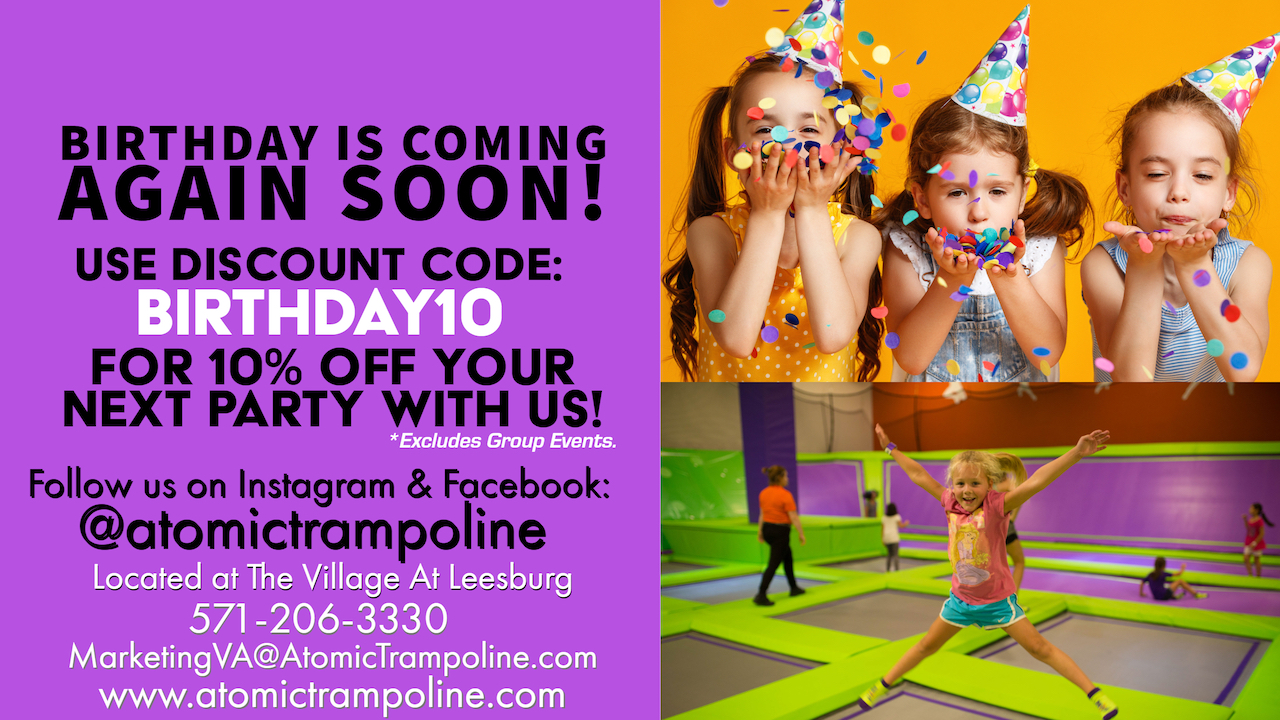 BIRTHDAY IS COMING
AGAIN SOON!
USE DISCOUNT CODE:
BIRTHDAY10
FOR 10% OFF YOUR
NEXT PARTY WITH US!
*Excludes Group Events.
Follow us on Instagram & Facebook:
@atomictrampoline
Located at The Village At Leesburg
571-206-3330
MarketingVA@AtomicTrampoline.com
www.atomictrampoline.com